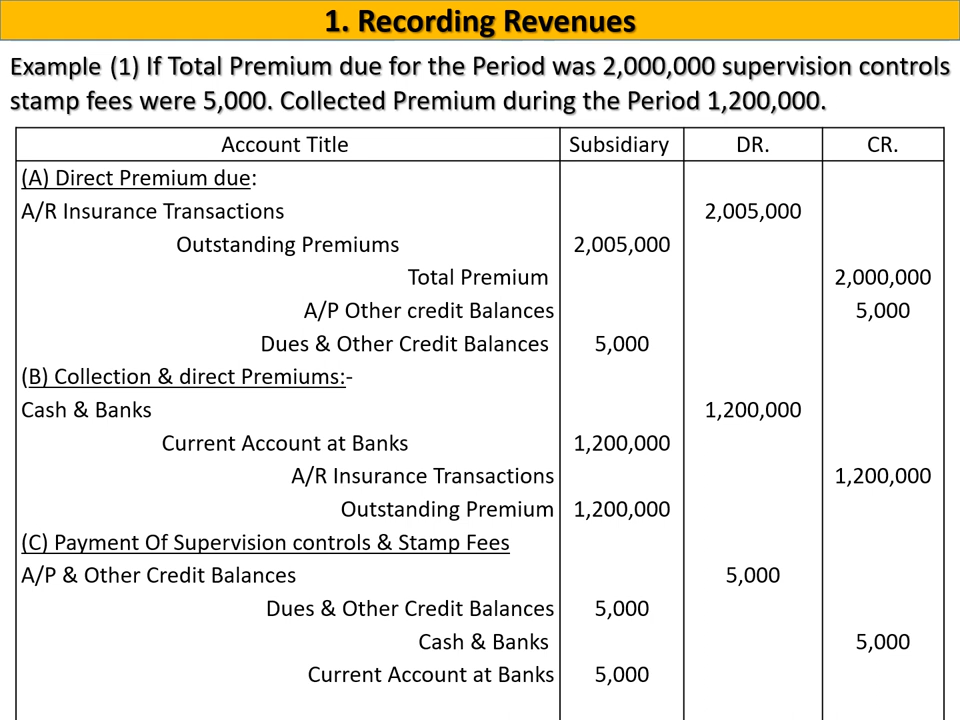 1. Recording Revenues
Example (1) If Total Premium due for the Period was 2,000,000 supervision controls
stamp fees were 5,000. Collected Premium during the Period 1,200,000.
Account Title Subsidiary DR. CR.
(A) Direct Premium due:
A/R Insurance Transactions 2,005,000
Outstanding Premiums 2,005,000
Total Premium 2,000,000
A/P Other credit Balances 5,000
Dues & Other Credit Balances 5,000
(B) Collection & direct Premiums:-
Cash & Banks 1,200,000
Current Account at Banks 1,200,000
A/R Insurance Transactions 1,200,000
Outstanding Premium 1,200,000
(C) Payment Of Supervision controls & Stamp Fees
A/P & Other Credit Balances 5,000
Dues & Other Credit Balances 5,000
Cash & Banks 5,000
Current Account at Banks 5,000